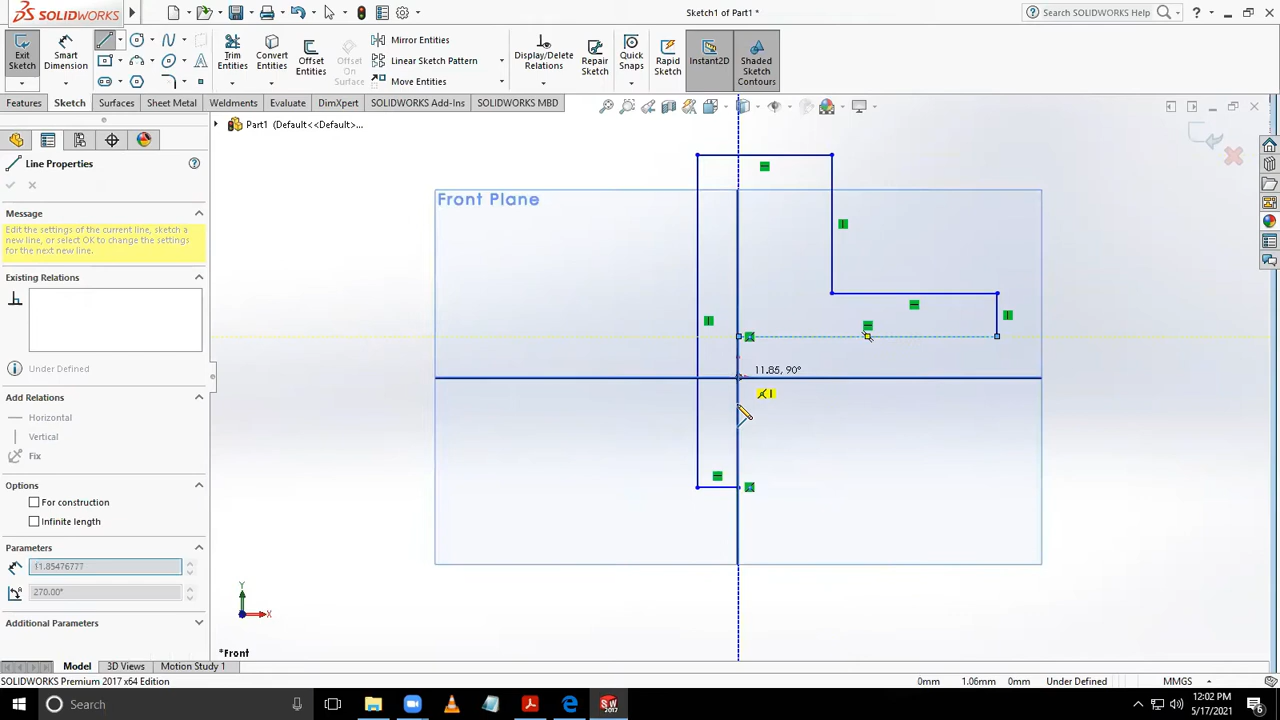 SOLIDWORKS
Sketch1 of Part1 *
Search SOLIDWORKS Help
Exit Sketch
Smart Dimension
Trim Entities
Convert Entities
Offset Entities
Offset On Surface
Mirror Entities
Linear Sketch Pattern
Move Entities
Display/Delete Relations
Repair Sketch
Quick Snaps
Rapid Sketch
Instant2D
Shaded Sketch Contours
Features
Sketch
Surfaces
Sheet Metal
Weldments
Evaluate
DimXpert
SOLIDWORKS Add-Ins
SOLIDWORKS MBD
Part1 (Default<<Default>...
Line Properties
Message
Edit the settings of the current line, sketch a
new line, or select OK to change the settings
for the next new line.
Existing Relations
Under Defined
Add Relations
Horizontal
Vertical
Fix
Options
For construction
Infinite length
Parameters
11.85476777
270.00°
Additional Parameters
Front Plane
11.85, 90°
Y
X
*Front
Model
3D Views
Motion Study 1
SOLIDWORKS Premium 2017 x64 Edition
0mm
1.06mm
0mm
Under Defined
MMGS
Search
12:02 PM
5/17/2021